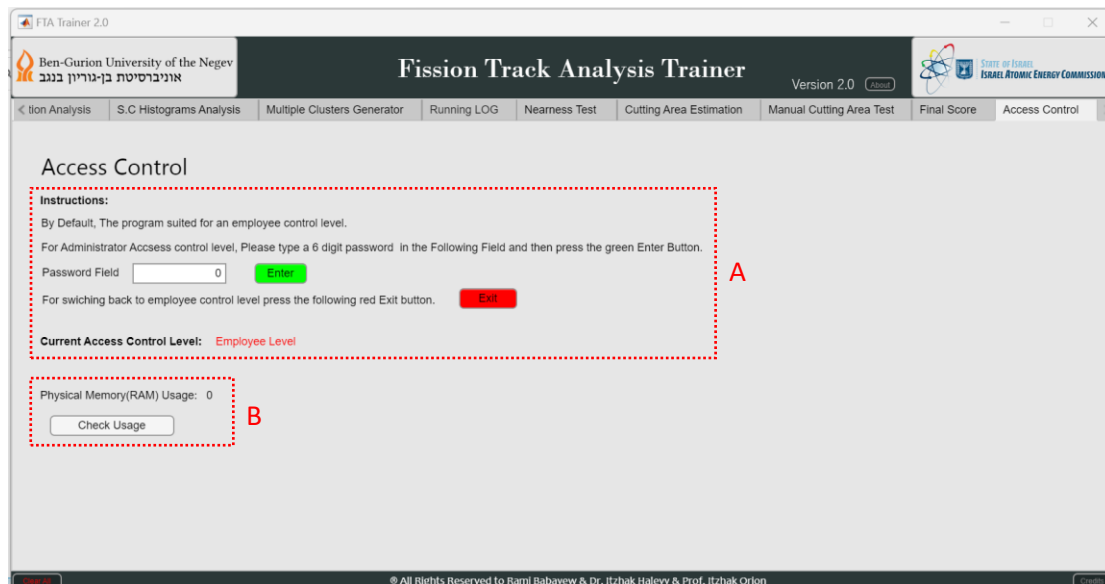 FTA Trainer 2.0
Ben-Gurion University of the Negev
אוניברסיטת בן-גוריון בנגב
Fission Track Analysis Trainer
Version 2.0 About
STATE OF ISRAEL
ISRAEL ATOMIC ENERGY COMMISSION
< tion Analysis S.C Histograms Analysis Multiple Clusters Generator Running LOG Nearness Test Cutting Area Estimation Manual Cutting Area Test Final Score Access Control
Access Control
Instructions:
By Default, The program suited for an employee control level.
For Administrator Accsess control level, Please type a 6 digit password in the Following Field and then press the green Enter Button.
Password Field 0 Enter
A
For swiching back to employee control level press the following red Exit button. Exit
Current Access Control Level: Employee Level
Physical Memory(RAM) Usage: 0
B
Check Usage
Clear All ® All Rights Reserved to Rami Babayew & Dr. Itzhak Halevy & Prof. Itzhak Orion Credits